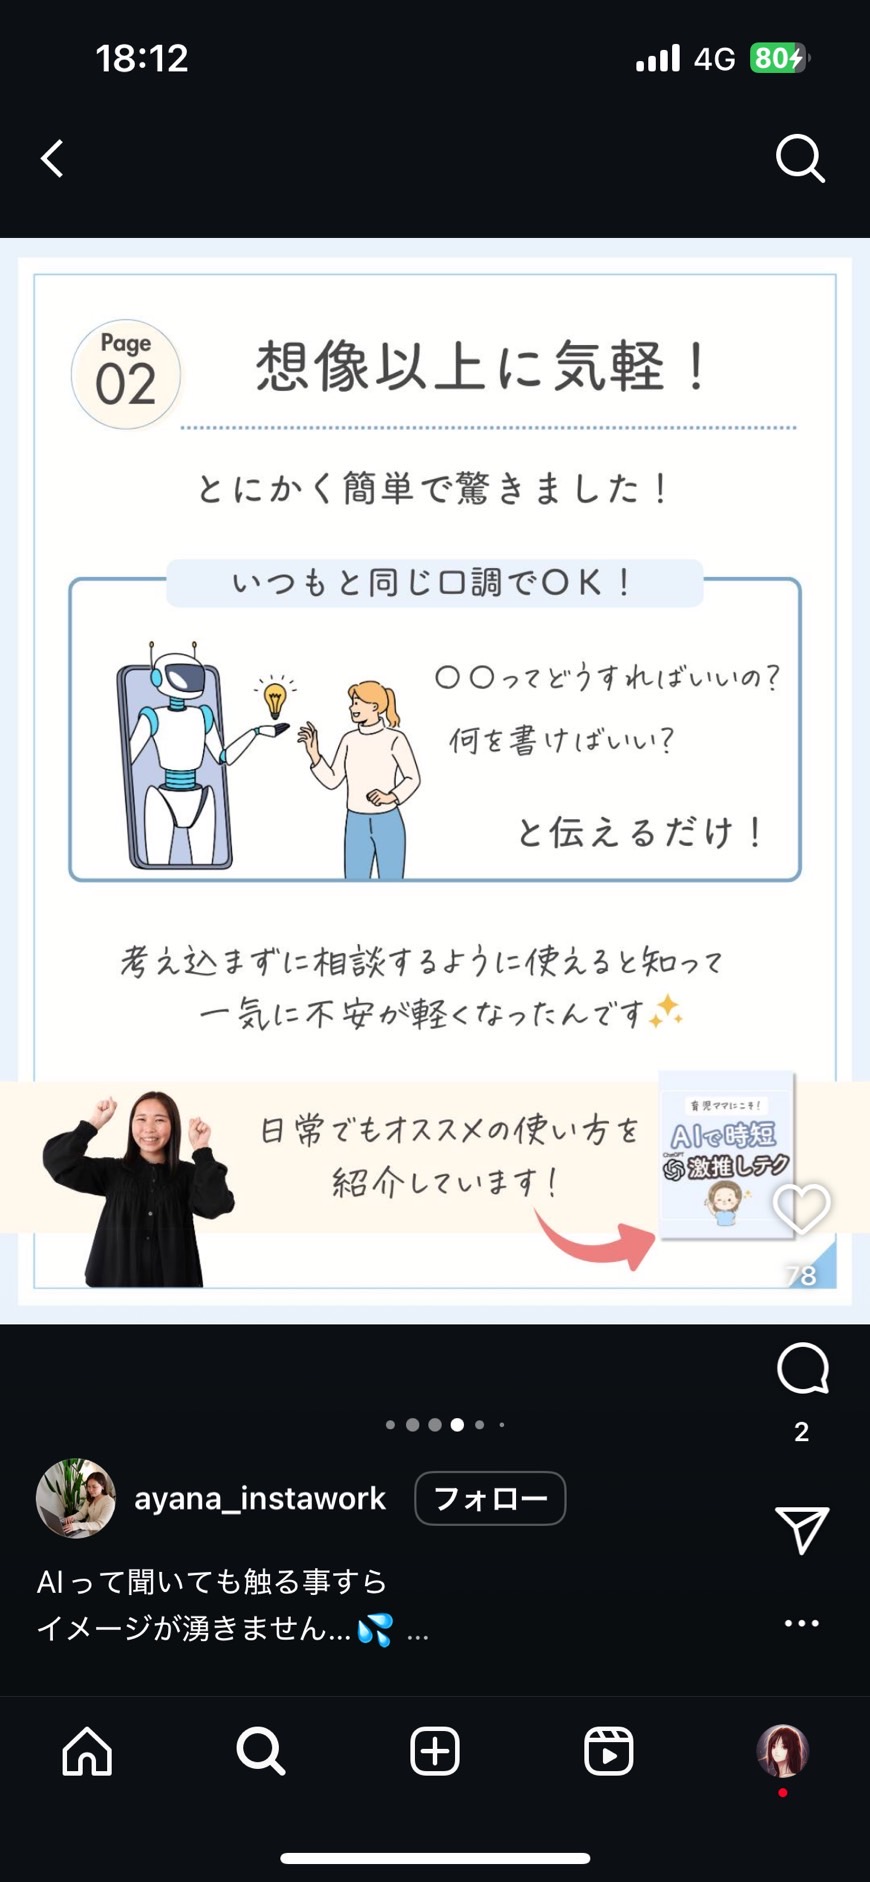 18:12
4G
80
Page
02
想像以上に気軽！
とにかく簡単で驚きました！
いつもと同じ口調でOK！
〇〇ってどうすればいいの？
何を書けばいい？
と伝えるだけ！
考え込まずに相談するように使えると知って
一気に不安が軽くなったんです✨
日常でもオススメの使い方を
紹介しています！
育児ママにこそ！
AIで時短
ChatGPT
激推しテク
78
2
ayana_instawork
フォロー
AIって聞いても触る事すら
イメージが湧きません...💦 ...